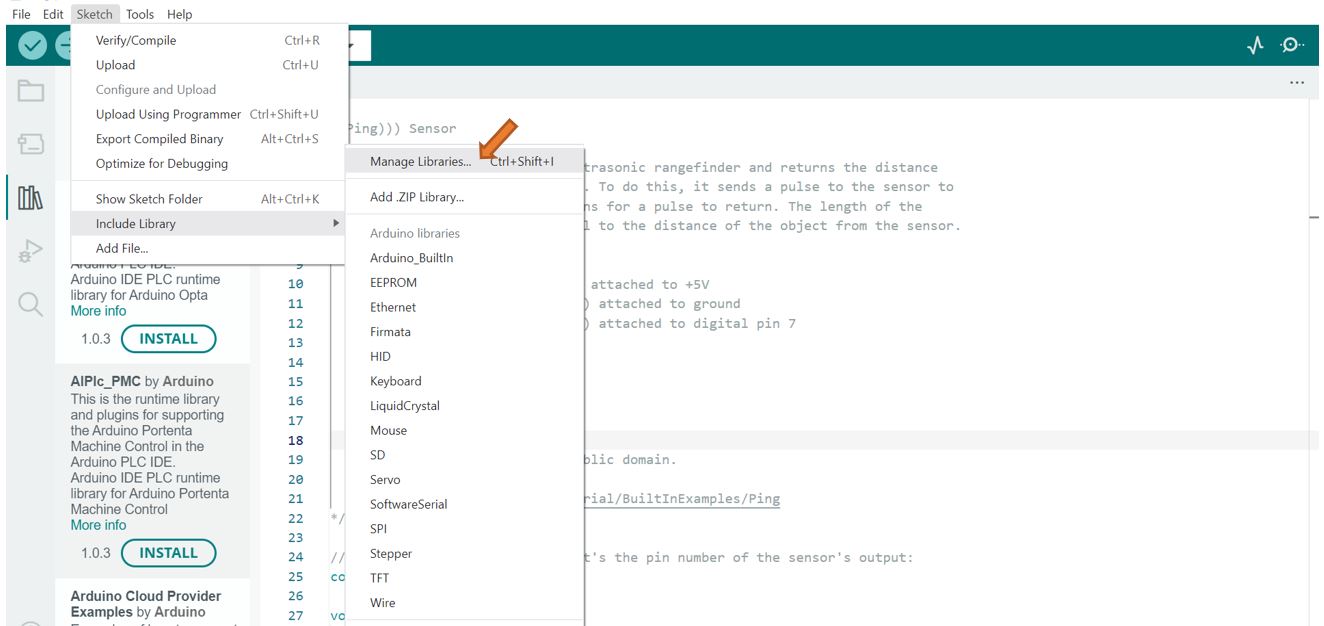 File Edit Sketch Tools Help
Verify/Compile Ctrl+R
Upload Ctrl+U
Configure and Upload
Upload Using Programmer Ctrl+Shift+U
Export Compiled Binary Alt+Ctrl+S
Optimize for Debugging
Show Sketch Folder Alt+Ctrl+K
Include Library
Add File...
Manage Libraries... Ctrl+Shift+I
Add .ZIP Library...
Arduino libraries
Arduino_BuiltIn
EEPROM
Ethernet
Firmata
HID
Keyboard
LiquidCrystal
Mouse
SD
Servo
SoftwareSerial
SPI
Stepper
TFT
Wire
Arduino PLC IDE.
Arduino IDE PLC runtime
library for Arduino Opta
More info
1.0.3 INSTALL
AlPlc_PMC by Arduino
This is the runtime library
and plugins for supporting
the Arduino Portenta
Machine Control in the
Arduino PLC IDE.
Arduino IDE PLC runtime
library for Arduino Portenta
Machine Control
More info
1.0.3 INSTALL
Arduino Cloud Provider
Examples by Arduino
Ping))) Sensor
trasonic rangefinder and returns the distance
. To do this, it sends a pulse to the sensor to
ns for a pulse to return. The length of the
l to the distance of the object from the sensor.
9
10 attached to +5V
11 ) attached to ground
12 ) attached to digital pin 7
13
14
15
16
17
18
19 blic domain.
20
21 rial/BuiltInExamples/Ping
22 */
23
24 // t's the pin number of the sensor's output:
25 co
26
27 vo